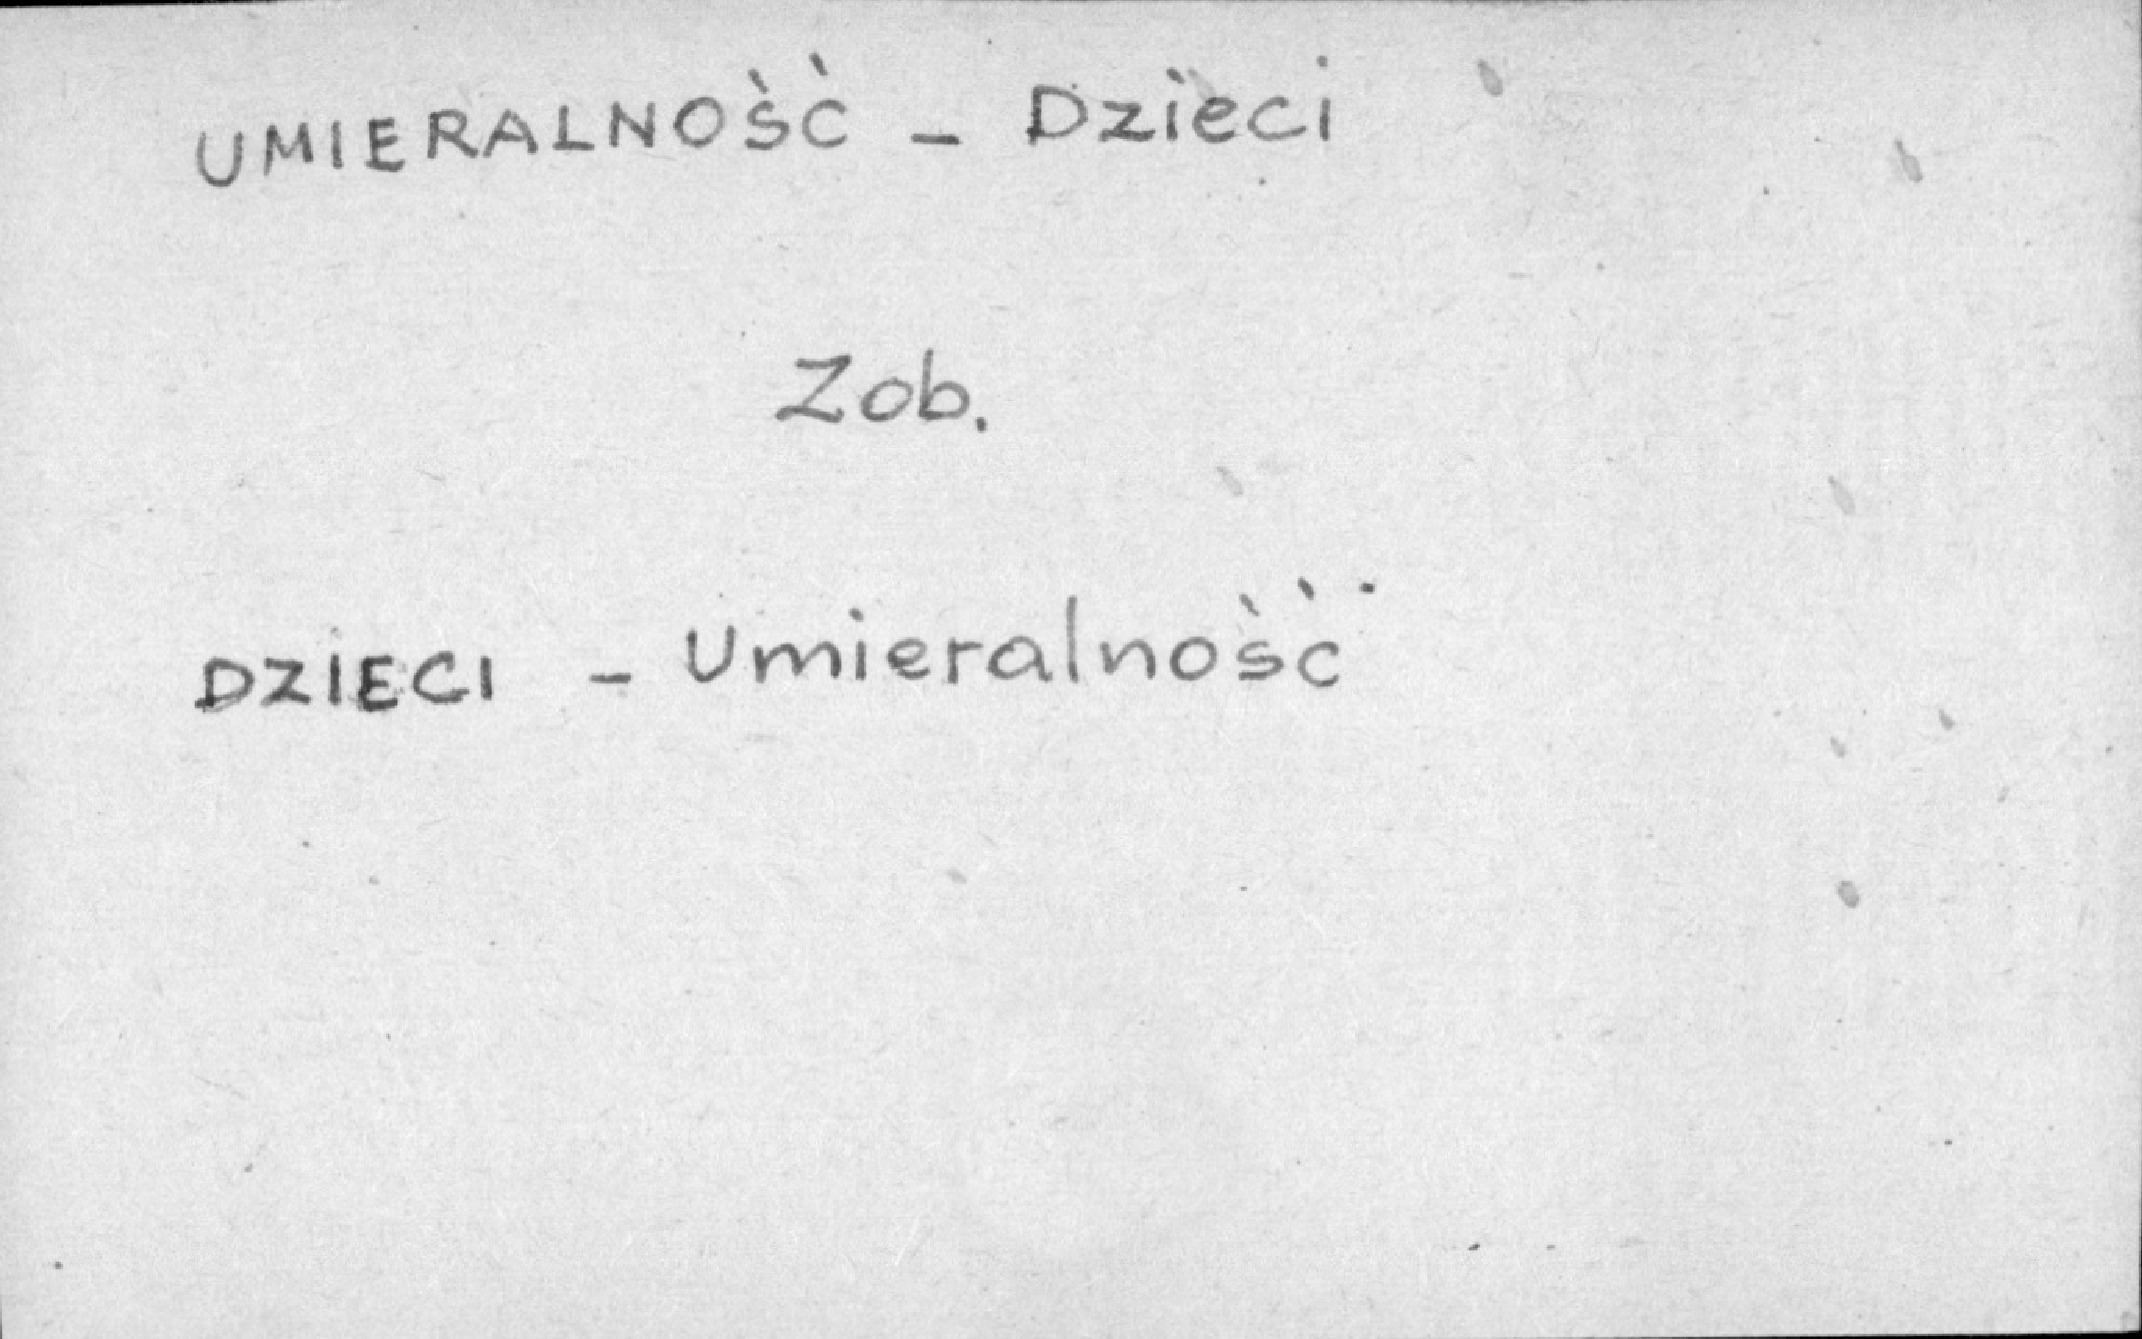 UMIERALNOŚĆ - Dzieci
Zob.
DZIECI - Umieralność